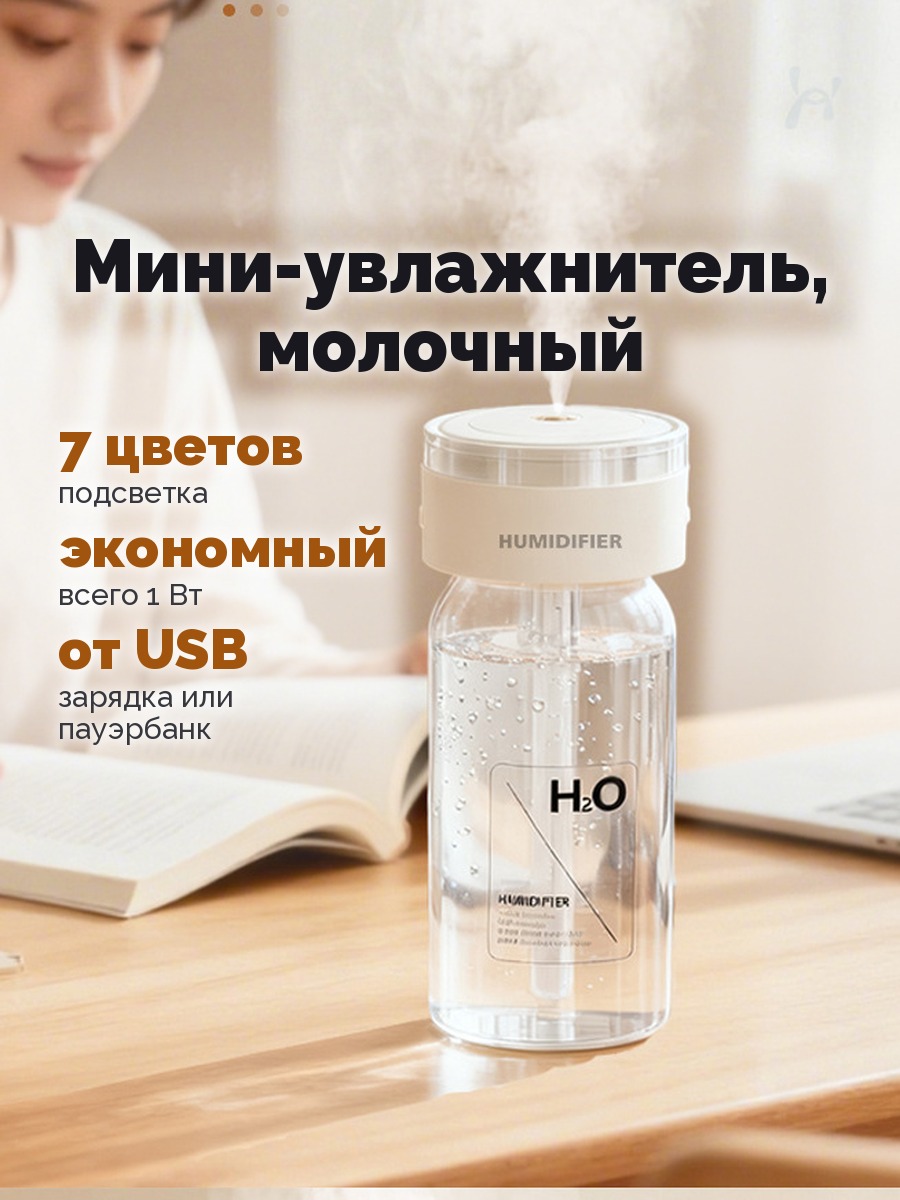 Мини-увлажнитель,
молочный
7 цветов
подсветка
экономный
всего 1 Вт
от USB
зарядка или
пауэрбанк
HUMIDIFIER
H₂O
HUMIDIFIER